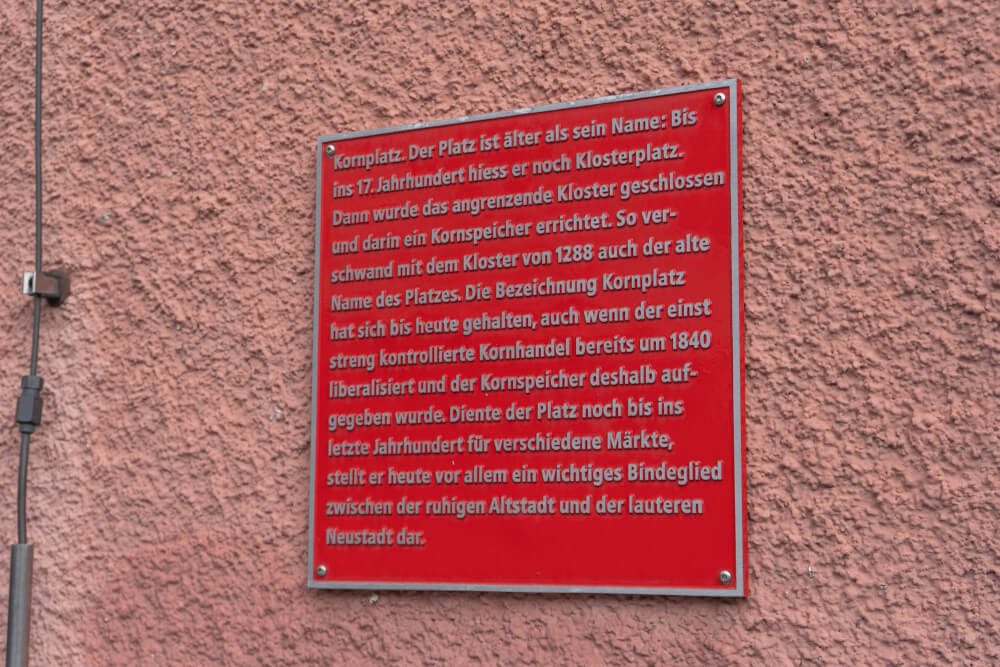 Kornplatz. Der Platz ist älter als sein Name: Bis
ins 17. Jahrhundert hiess er noch Klosterplatz.
Dann wurde das angrenzende Kloster geschlossen
und darin ein Kornspeicher errichtet. So ver-
schwand mit dem Kloster von 1288 auch der alte
Name des Platzes. Die Bezeichnung Kornplatz
hat sich bis heute gehalten, auch wenn der einst
streng kontrollierte Kornhandel bereits um 1840
liberalisiert und der Kornspeicher deshalb auf-
gegeben wurde. Diente der Platz noch bis ins
letzte Jahrhundert für verschiedene Märkte,
stellt er heute vor allem ein wichtiges Bindeglied
zwischen der ruhigen Altstadt und der lauteren
Neustadt dar.